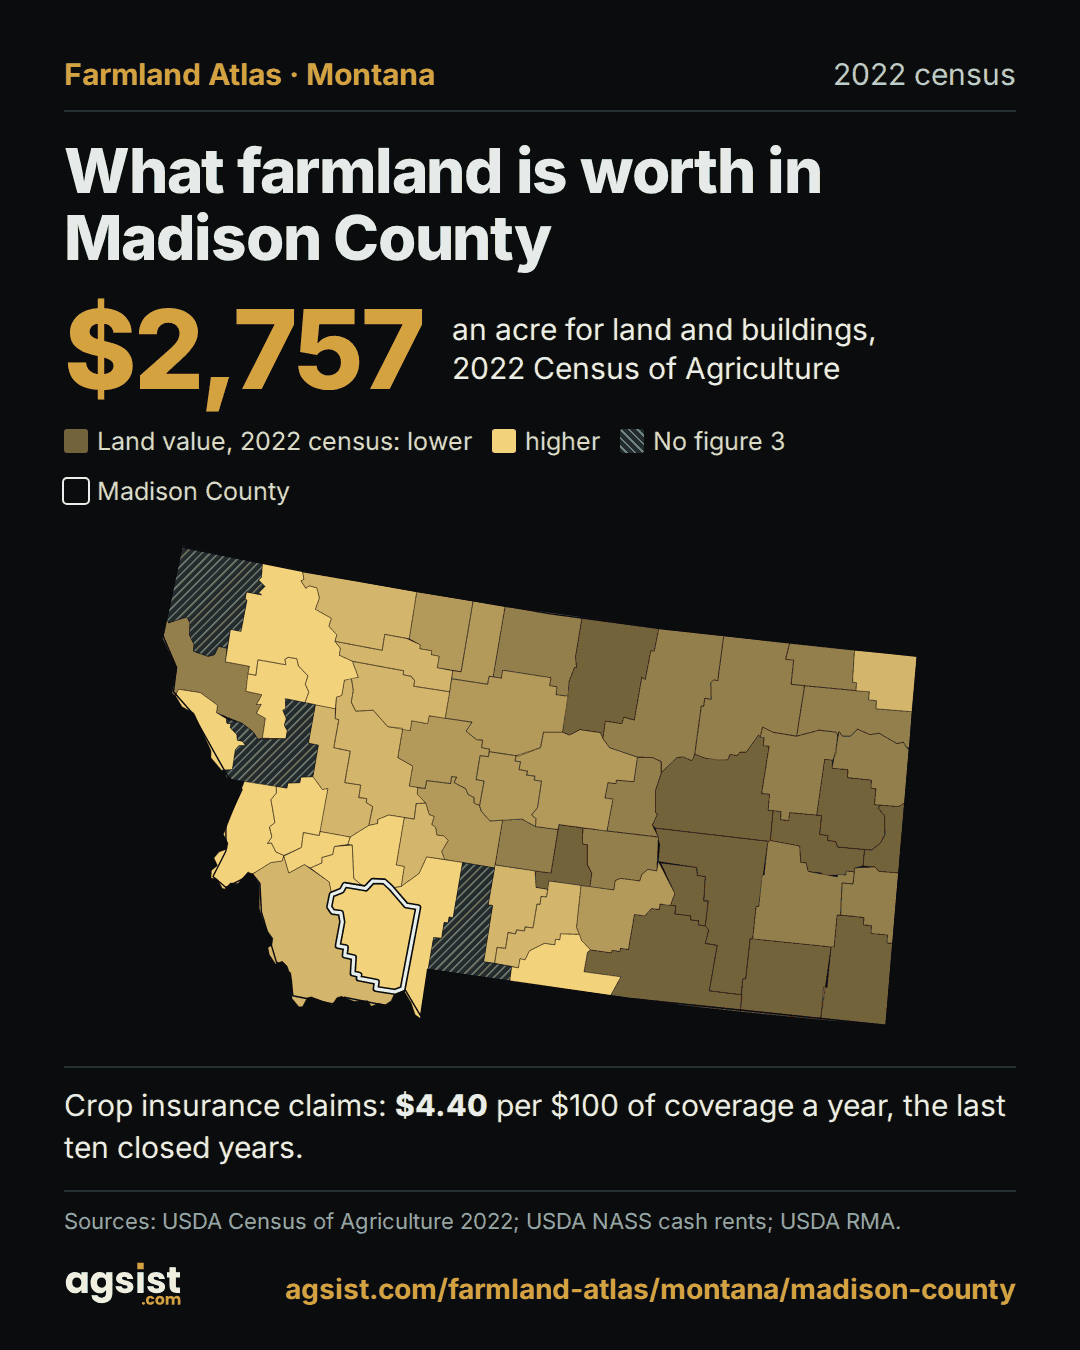 Farmland Atlas · Montana
2022 census
What farmland is worth in
Madison County
$2,757
an acre for land and buildings,
2022 Census of Agriculture
Land value, 2022 census: lower
higher
No figure 3
Madison County
Crop insurance claims: $4.40 per $100 of coverage a year, the last
ten closed years.
Sources: USDA Census of Agriculture 2022; USDA NASS cash rents; USDA RMA.
agsist
.com
agsist.com/farmland-atlas/montana/madison-county